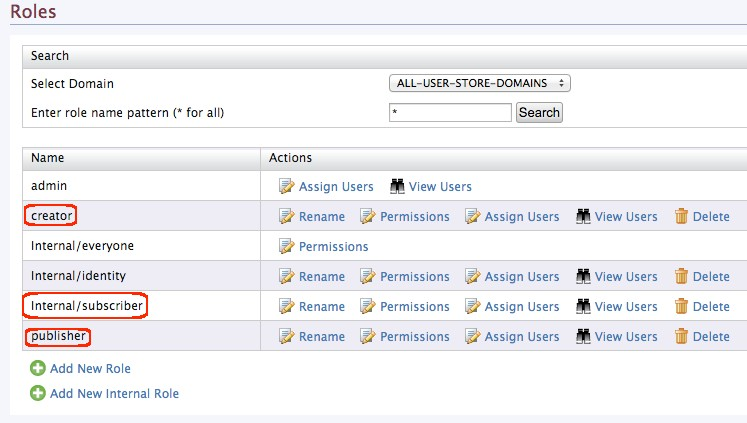 Roles
Search
Select Domain ALL-USER-STORE-DOMAINS
Enter role name pattern (* for all) * Search
Name Actions
admin Assign Users View Users
creator Rename Permissions Assign Users View Users Delete
Internal/everyone Permissions
Internal/identity Rename Permissions Assign Users View Users Delete
Internal/subscriber Rename Permissions Assign Users View Users Delete
publisher Rename Permissions Assign Users View Users Delete
Add New Role
Add New Internal Role